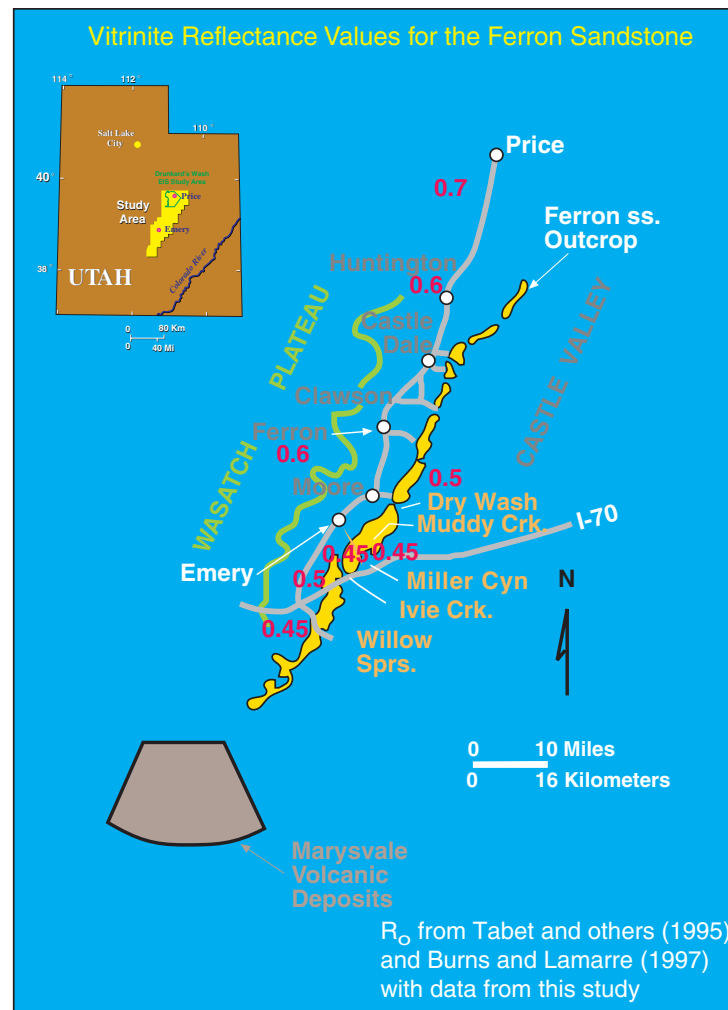 Vitrinite Reflectance Values for the Ferron Sandstone
114°
112°
110
Salt Lake
City
40°
Drunkard's Wash
EIS Study Area
Price
Study
Area
Emery
38°
UTAH
Colorado River
0 80 Km
0 40 Mi
Price
0.7
Ferron ss.
Outcrop
Huntington
0.6
Castle
Dale
PLATEAU
CASTLE VALLEY
Clawson
Ferron
0.6
WASATCH
0.5
Moore
Dry Wash
Muddy Crk.
I-70
0.45
0.45
Emery
0.5
Miller Cyn
Ivie Crk.
N
0.45
Willow
Sprs.
0 10 Miles
0 16 Kilometers
Marysvale
Volcanic
Deposits
Ro from Tabet and others (1995)
and Burns and Lamarre (1997)
with data from this study